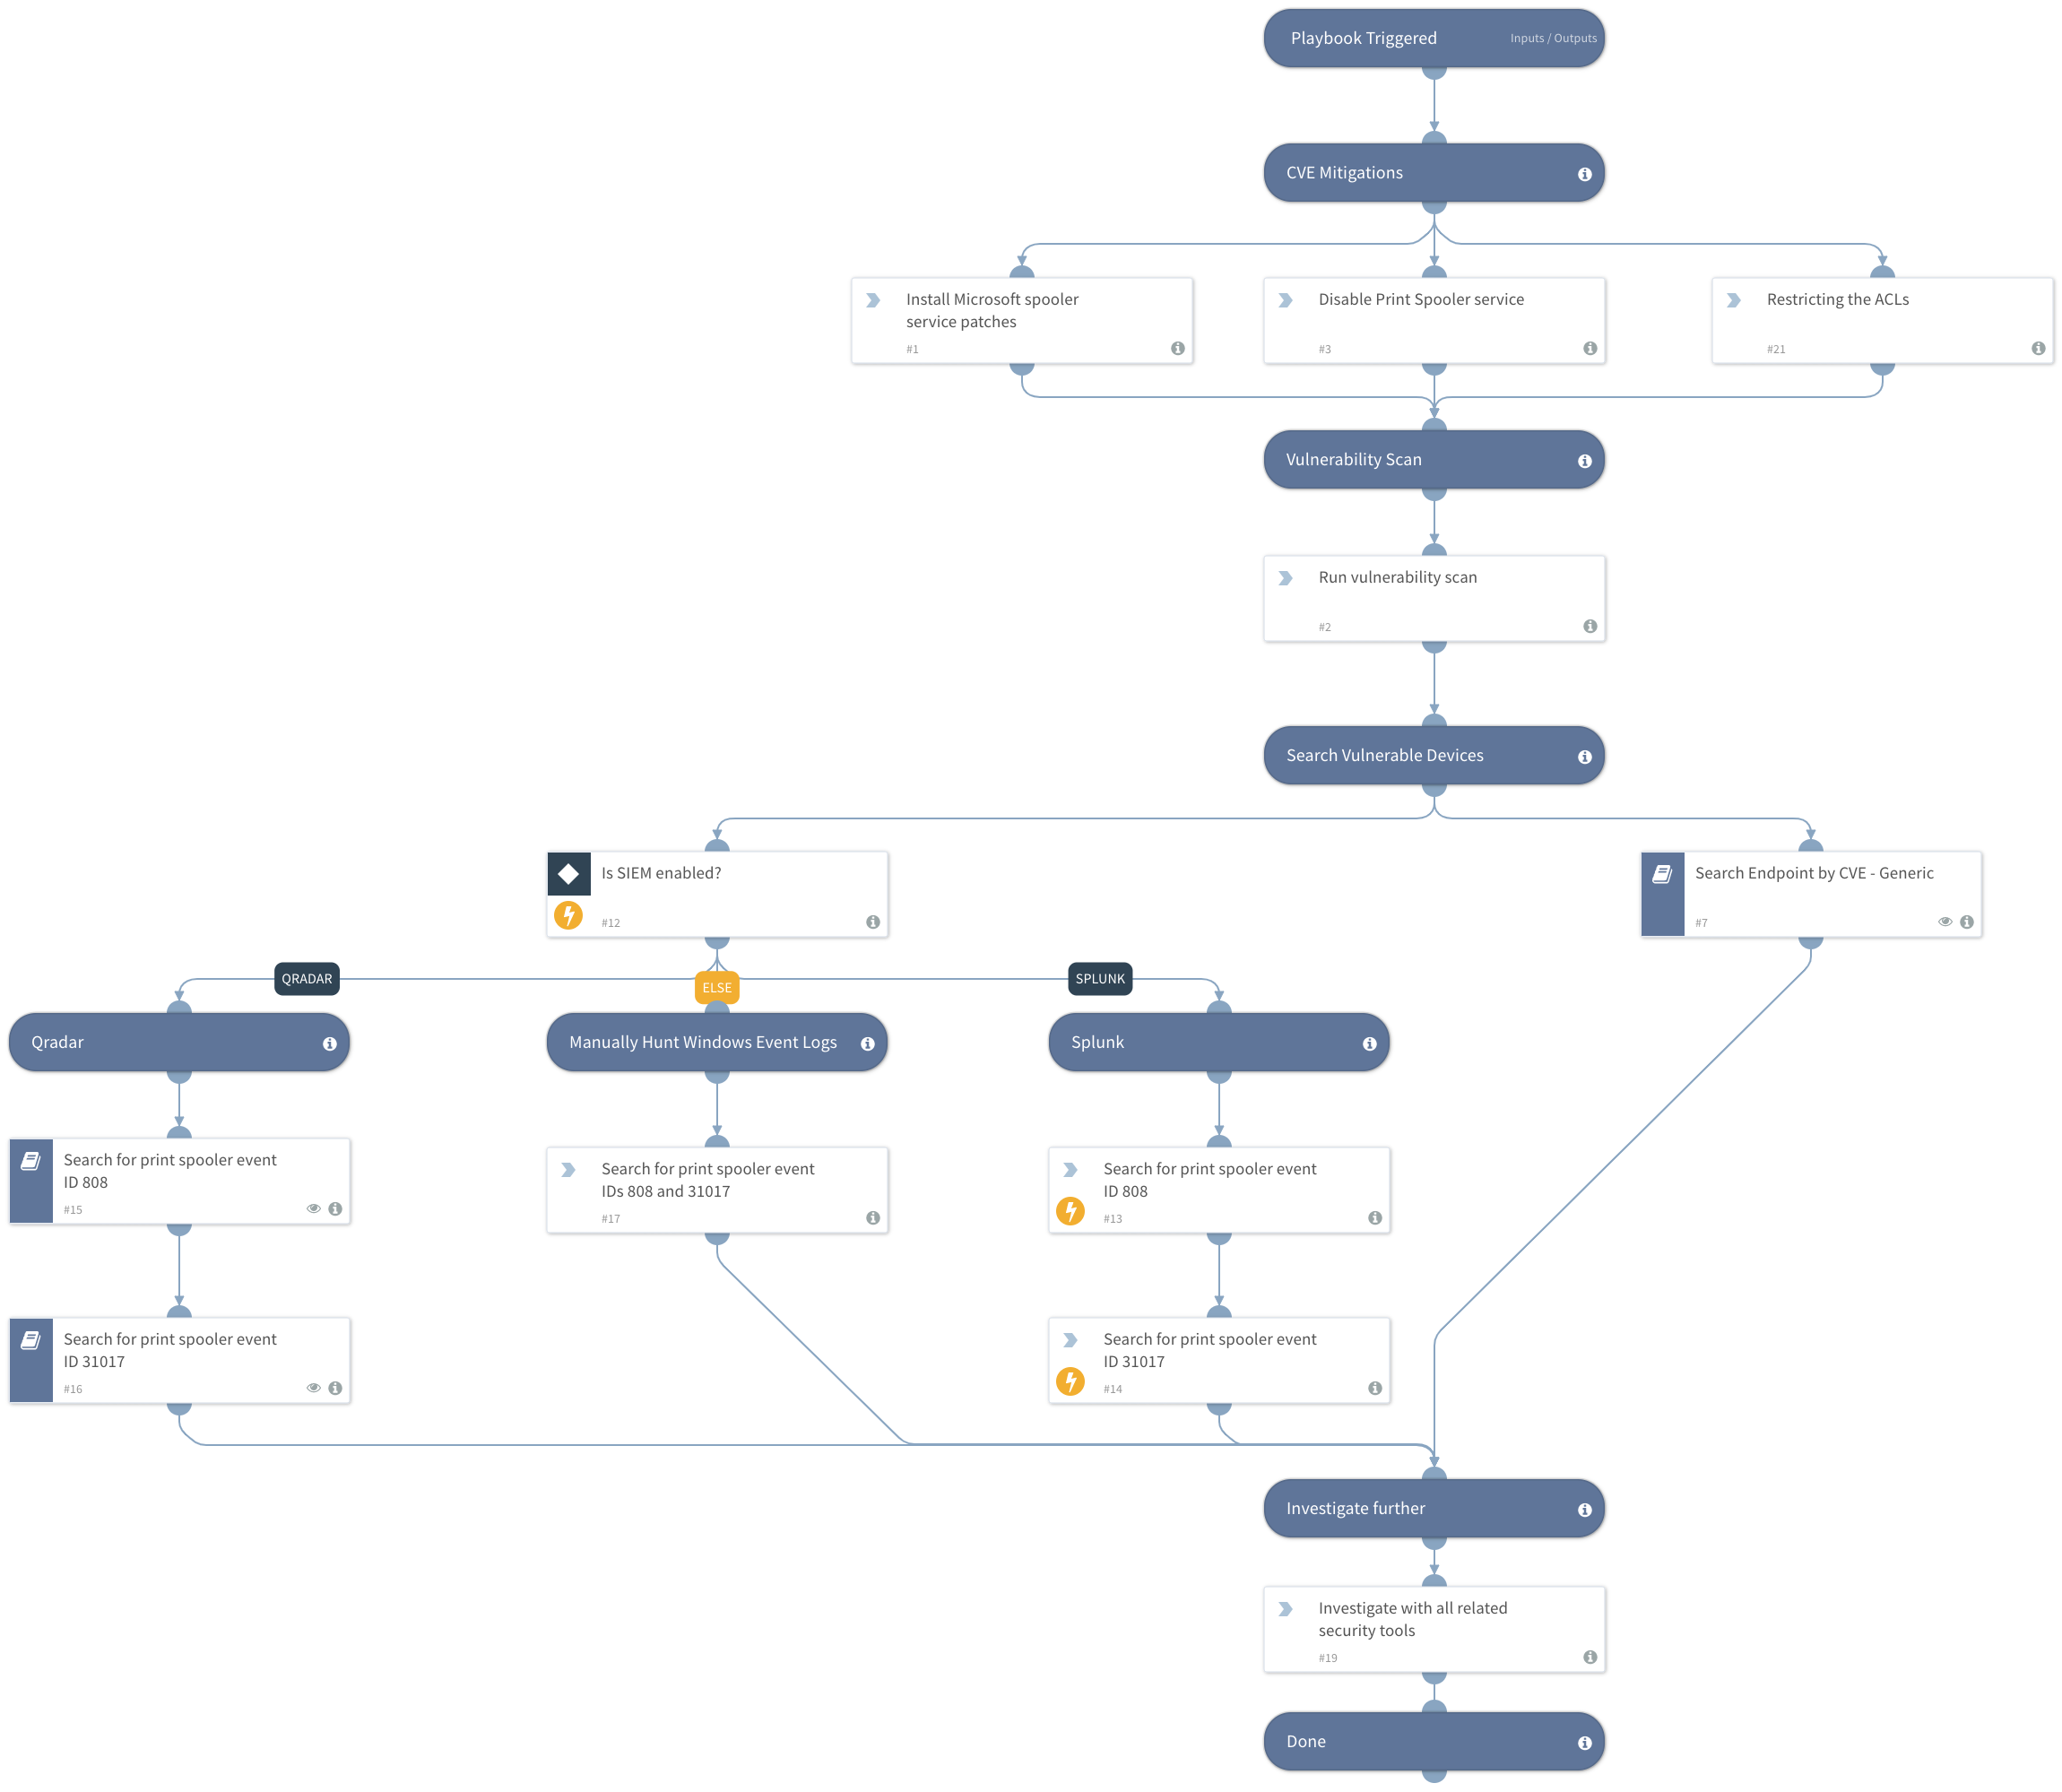 Playbook Triggered
Inputs / Outputs
CVE Mitigations
Install Microsoft spooler
service patches
#1
Disable Print Spooler service
#3
Restricting the ACLs
#21
Vulnerability Scan
Run vulnerability scan
#2
Search Vulnerable Devices
Is SIEM enabled?
#12
Search Endpoint by CVE - Generic
#7
QRADAR
ELSE
SPLUNK
Qradar
Manually Hunt Windows Event Logs
Splunk
Search for print spooler event
ID 808
#15
Search for print spooler event
IDs 808 and 31017
#17
Search for print spooler event
ID 808
#13
Search for print spooler event
ID 31017
#16
Search for print spooler event
ID 31017
#14
Investigate further
Investigate with all related
security tools
#19
Done